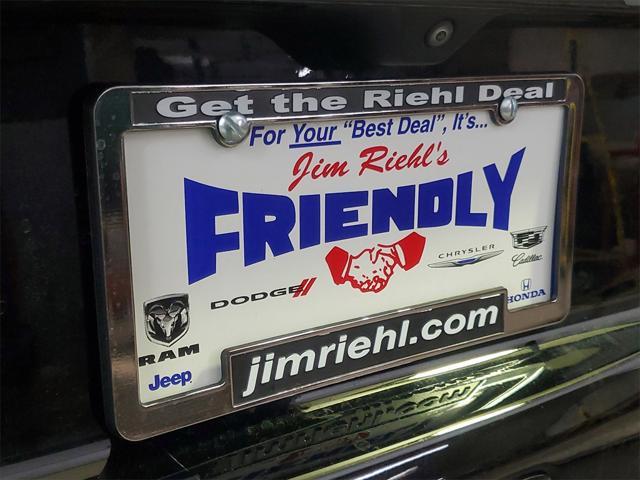 Get the Riehl Deal
For Your "Best Deal", It's...
Jim Riehl's
FRIENDLY
DODGE
CHRYSLER
Cadillac
HONDA
RAM
Jeep
jimriehl.com